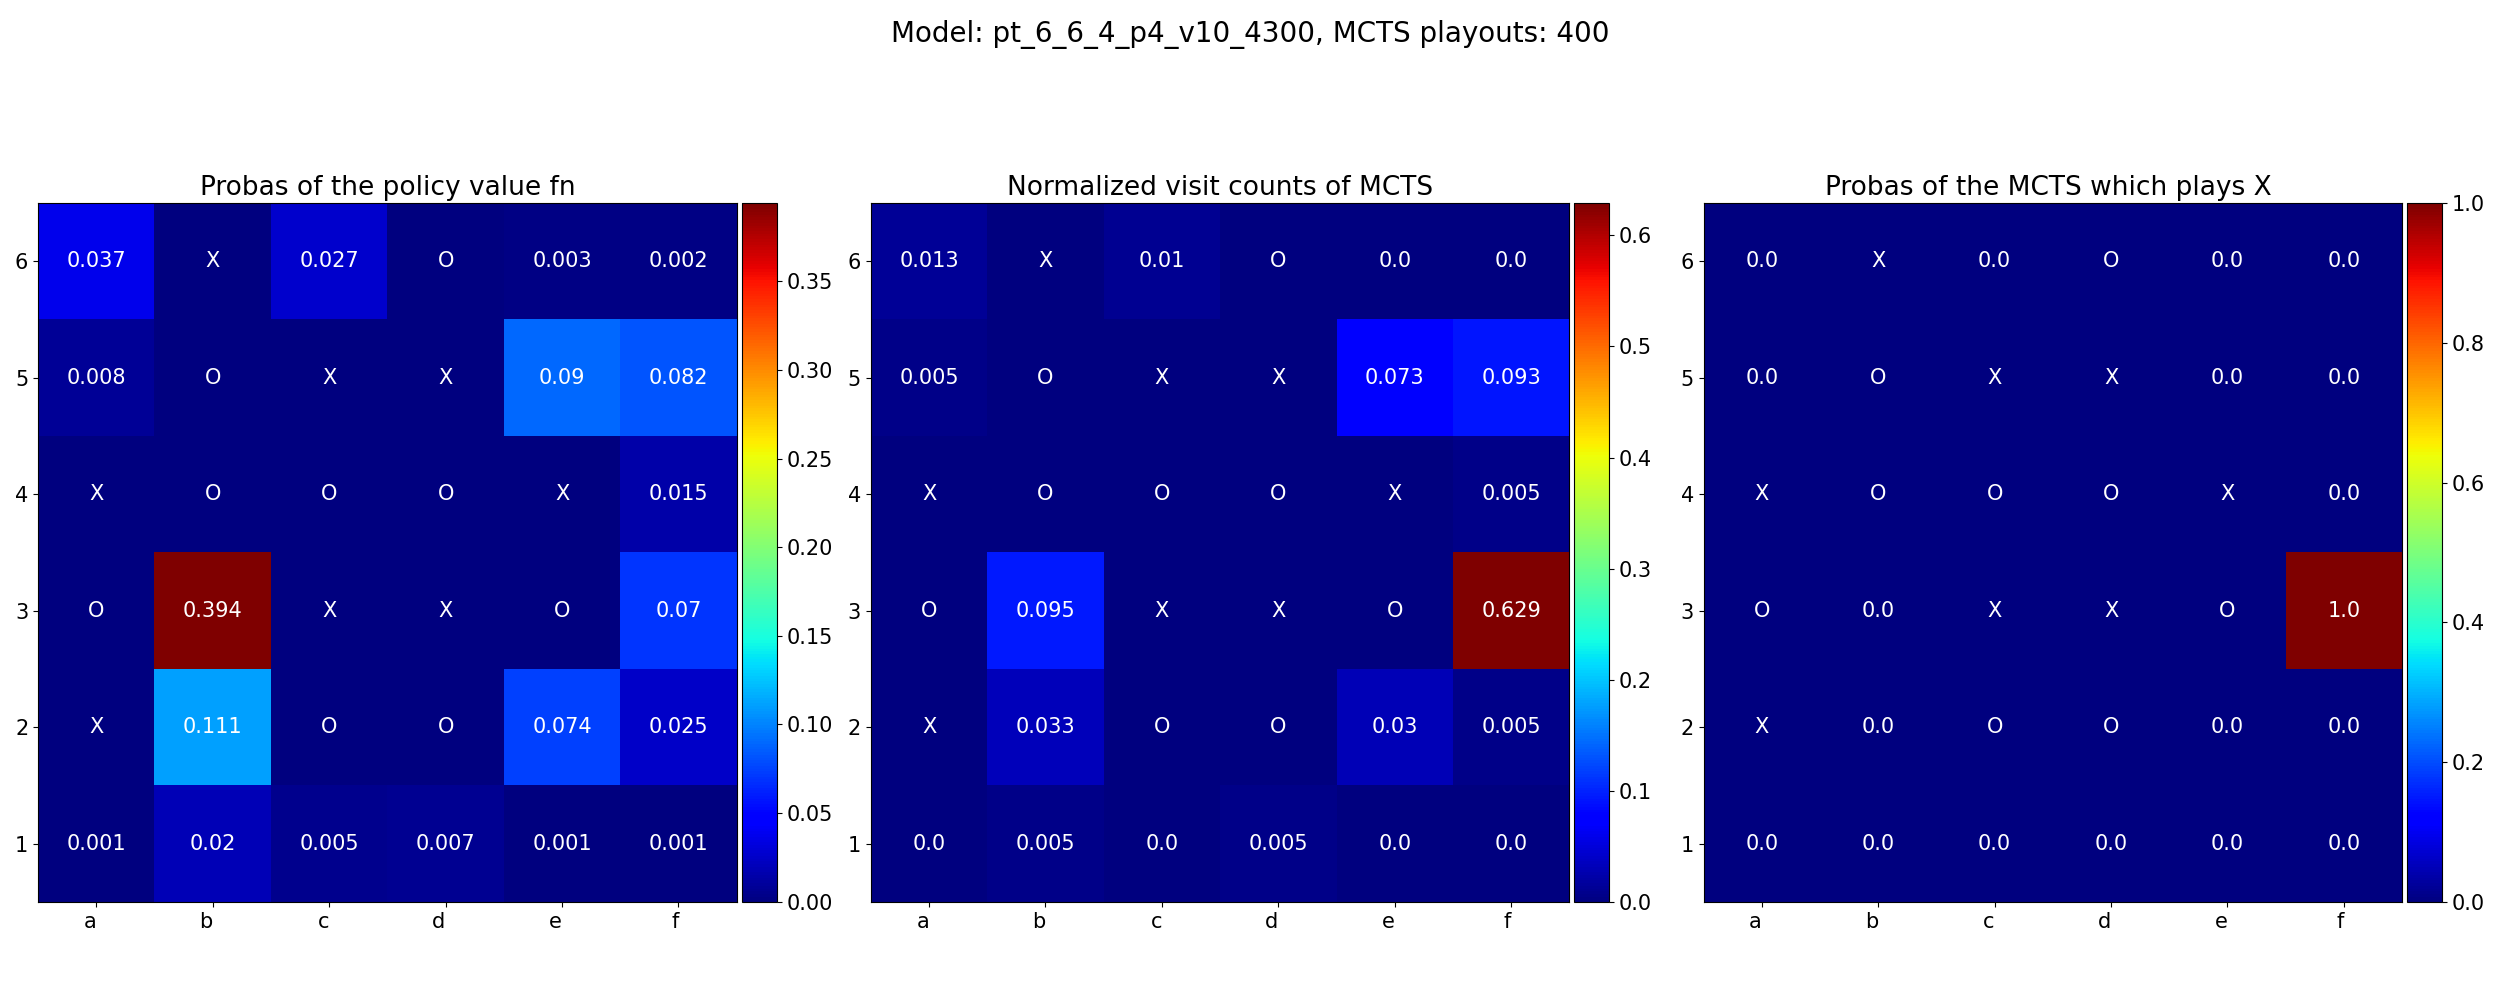 Model: pt_6_6_4_p4_v10_4300, MCTS playouts: 400
Probas of the policy value fn
6 0.037 X 0.027 O 0.003 0.002
5 0.008 O X X 0.09 0.082
4 X O O O X 0.015
3 O 0.394 X X O 0.07
2 X 0.111 O O 0.074 0.025
1 0.001 0.02 0.005 0.007 0.001 0.001
a b c d e f
0.35
0.30
0.25
0.20
0.15
0.10
0.05
0.00
Normalized visit counts of MCTS
6 0.013 X 0.01 O 0.0 0.0
5 0.005 O X X 0.073 0.093
4 X O O O X 0.005
3 O 0.095 X X O 0.629
2 X 0.033 O O 0.03 0.005
1 0.0 0.005 0.0 0.005 0.0 0.0
a b c d e f
0.6
0.5
0.4
0.3
0.2
0.1
0.0
Probas of the MCTS which plays X
6 0.0 X 0.0 O 0.0 0.0
5 0.0 O X X 0.0 0.0
4 X O O O X 0.0
3 O 0.0 X X O 1.0
2 X 0.0 O O 0.0 0.0
1 0.0 0.0 0.0 0.0 0.0 0.0
a b c d e f
1.0
0.8
0.6
0.4
0.2
0.0